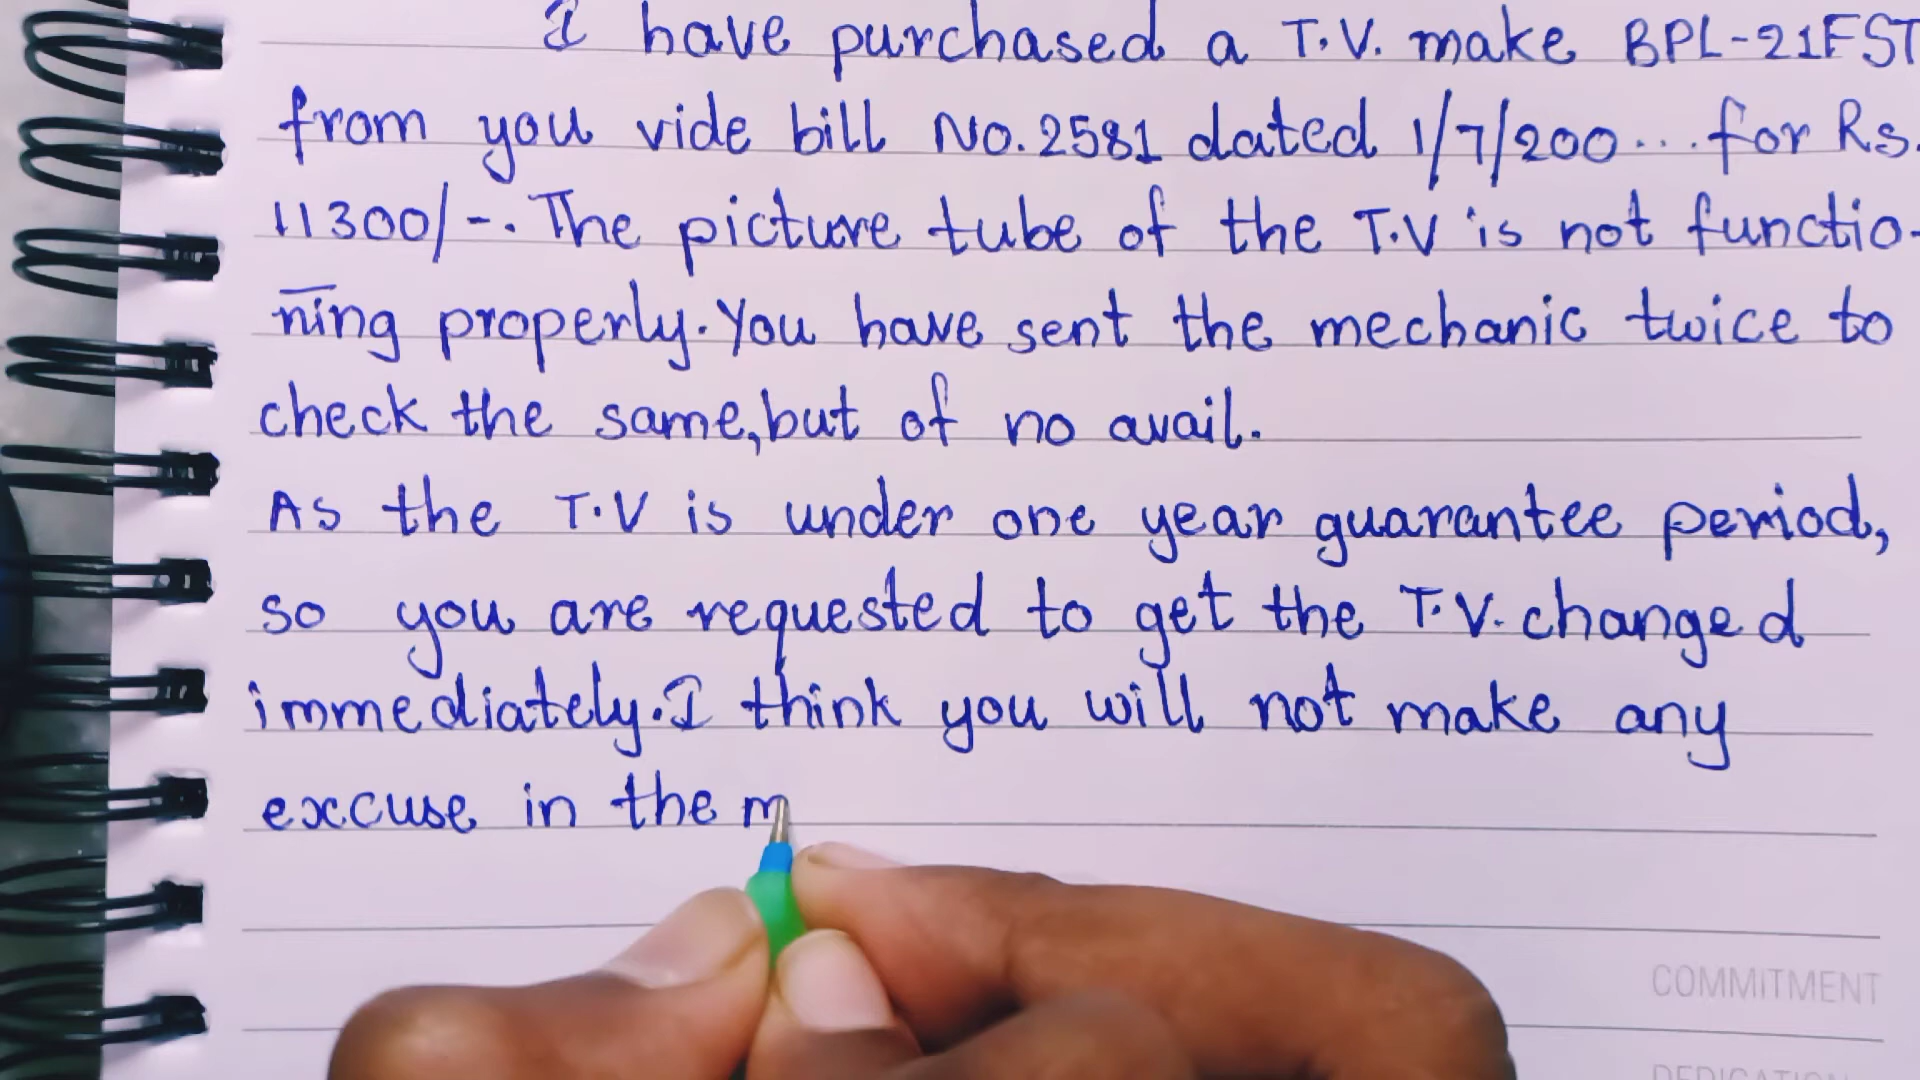 I have purchased a T.V. make BPL-21FST
from you vide bill No.2581 dated 1/7/200... for Rs.
11300/-. The picture tube of the T.V is not functio-
ning properly. You have sent the mechanic twice to
check the same, but of no avail.
As the T.V is under one year guarantee period,
so you are requested to get the T.V. changed
immediately. I think you will not make any
excuse in the m
COMMITMENT
DEDICATION